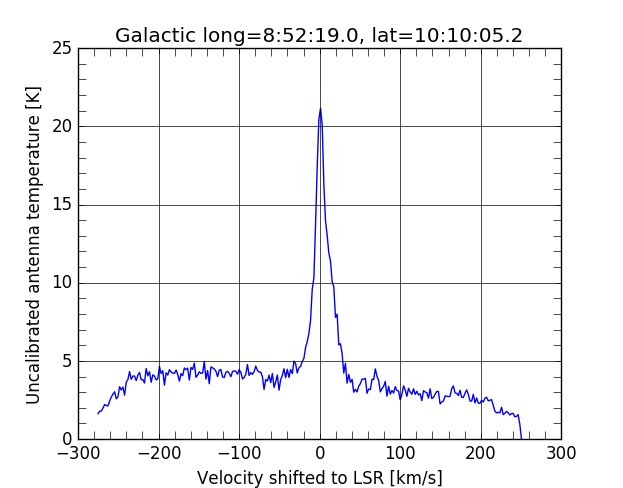 Galactic long=8:52:19.0, lat=10:10:05.2
Uncalibrated antenna temperature [K]
25
20
15
10
5
0
−300 −200 −100 0 100 200 300
Velocity shifted to LSR [km/s]